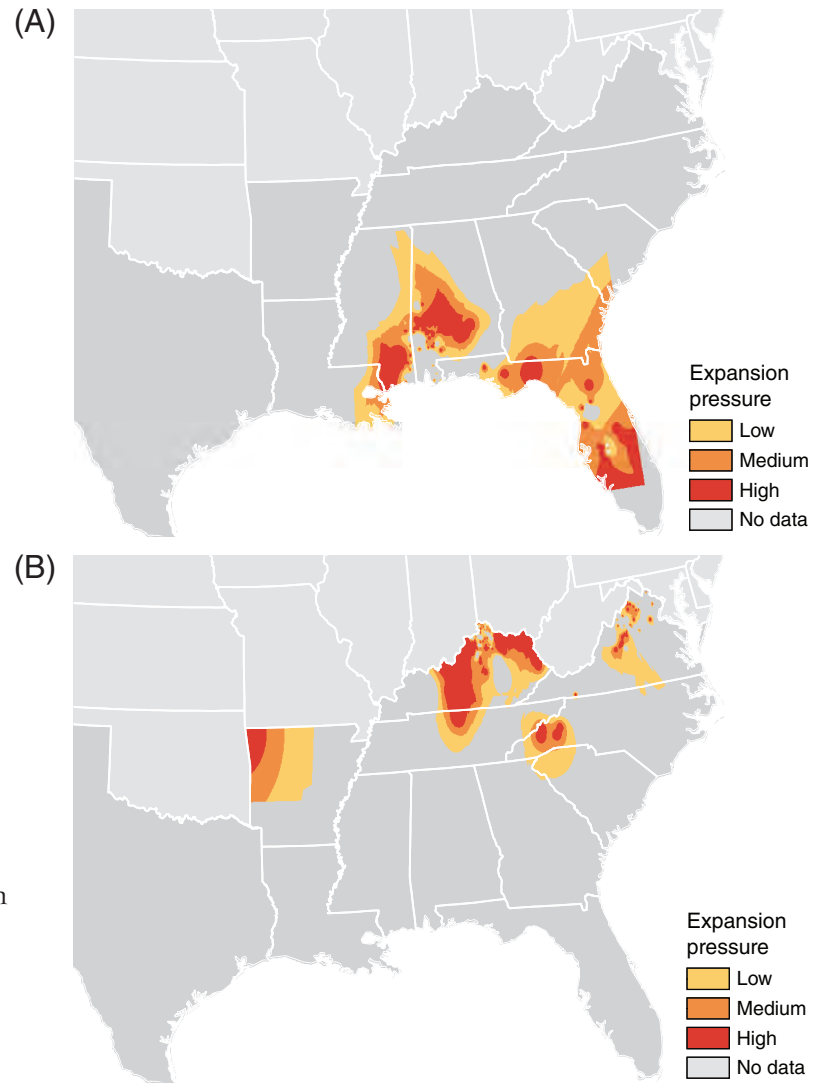 (A)
Expansion
pressure
Low
Medium
High
No data
(B)
n
Expansion
pressure
Low
Medium
High
No data